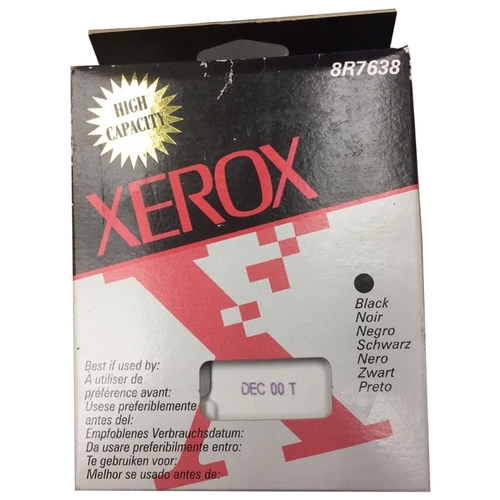 8R7638
HIGH
CAPACITY
XEROX
Black
Noir
Negro
Schwarz
Nero
Zwart
Preto
Best if used by:
À utiliser de
préférence avant:
Usese preferiblemente
antes del:
Empfoblenes Verbrauchsdatum:
Da usare preferibilmente entro:
Te gebruiken voor:
Melhor se usado antes de:
DEC 00 T